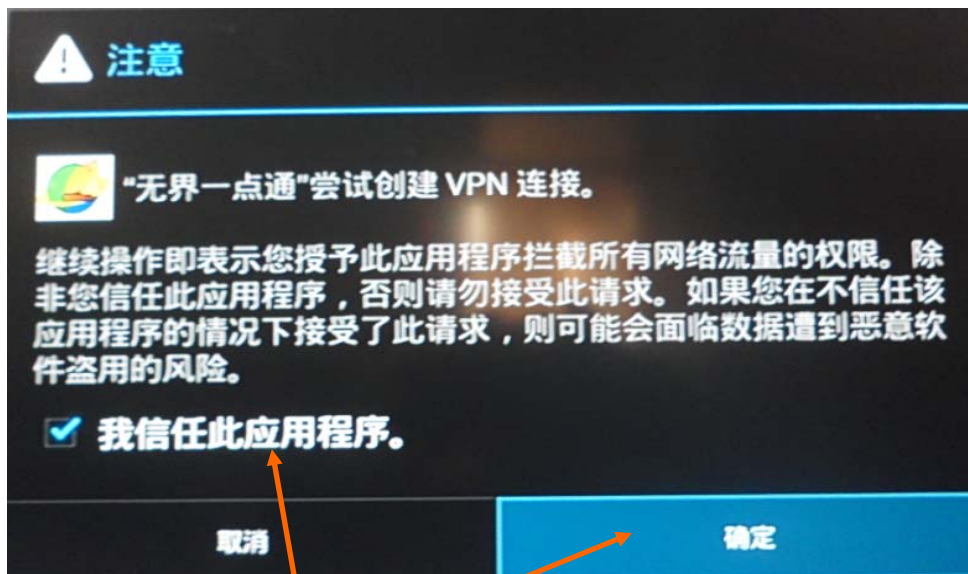 注意
“无界一点通”尝试创建 VPN 连接。
继续操作即表示您授予此应用程序拦截所有网络流量的权限。除
非您信任此应用程序，否则请勿接受此请求。如果您在不信任该
应用程序的情况下接受了此请求，则可能会面临数据遭到恶意软
件盗用的风险。
我信任此应用程序。
取消
确定